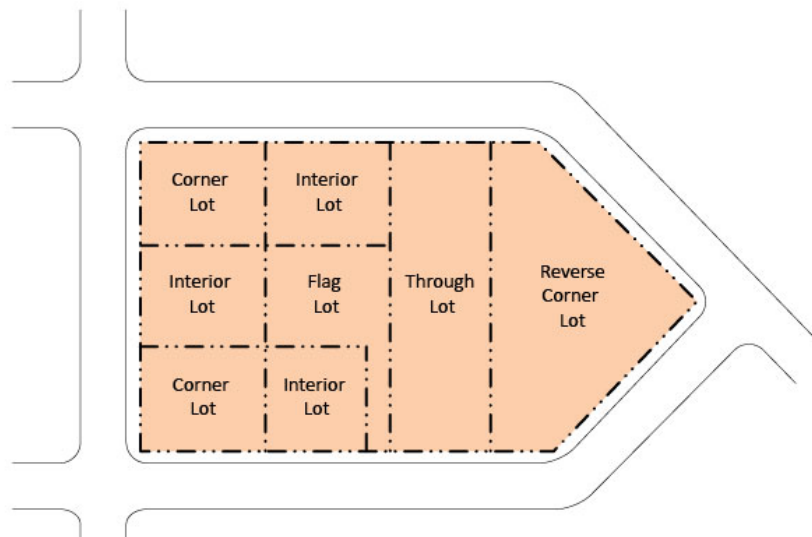 Corner
Lot
Interior
Lot
Interior
Lot
Flag
Lot
Through
Lot
Reverse
Corner
Lot
Corner
Lot
Interior
Lot